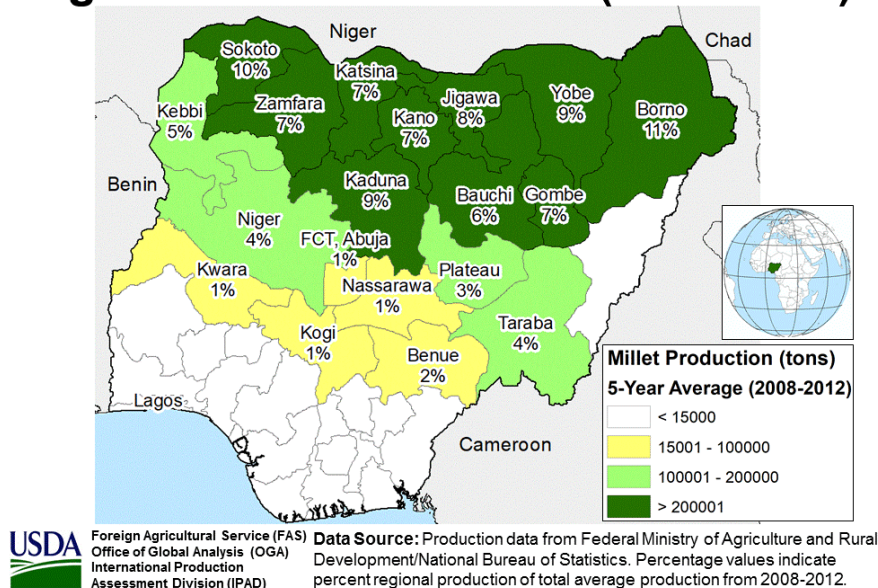 Niger
Chad
Sokoto
10%
Katsina
7%
Kebbi
5%
Zamfara
7%
Kano
7%
Jigawa
8%
Yobe
9%
Borno
11%
Benin
Kaduna
9%
Bauchi
6%
Gombe
7%
Niger
4%
FCT, Abuja
1%
Kwara
1%
Nassarawa
1%
Plateau
3%
Kogi
1%
Benue
2%
Taraba
4%
Lagos
Cameroon
Millet Production (tons)
5-Year Average (2008-2012)
< 15000
15001 - 100000
100001 - 200000
> 200001
USDA
Foreign Agricultural Service (FAS)
Office of Global Analysis (OGA)
International Production
Assessment Division (IPAD)
Data Source: Production data from Federal Ministry of Agriculture and Rural
Development/National Bureau of Statistics. Percentage values indicate
percent regional production of total average production from 2008-2012.